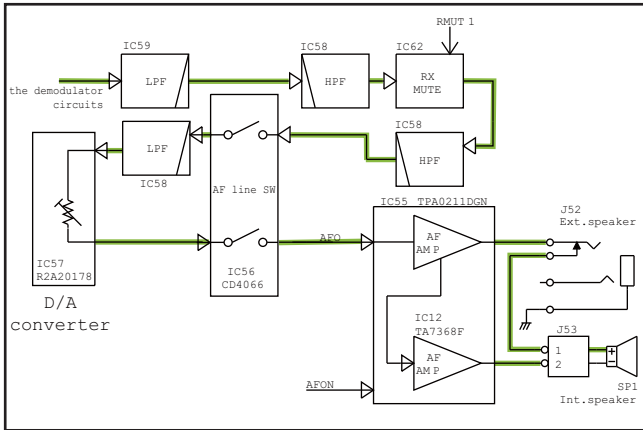 RMUT 1
IC59
IC58
IC62
LPF
HPF
RX
MUTE
the demodulator
circuits
LPF
IC58
HPF
IC58
AF line SW
IC55 TPA0211DGN
J52
Ext.speaker
AF
AMP
AFO
IC57
R2A20178
IC56
CD4066
D/A
converter
IC12
TA7368F
AF
AMP
J53
1
2
+
-
AFON
SP1
Int.speaker